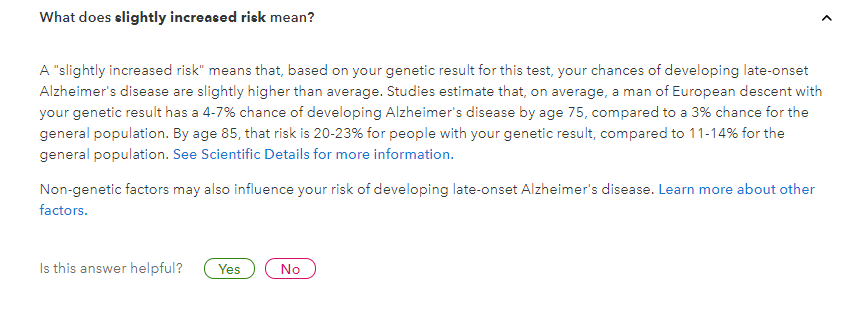 What does slightly increased risk mean?
A "slightly increased risk" means that, based on your genetic result for this test, your chances of developing late-onset
Alzheimer's disease are slightly higher than average. Studies estimate that, on average, a man of European descent with
your genetic result has a 4-7% chance of developing Alzheimer's disease by age 75, compared to a 3% chance for the
general population. By age 85, that risk is 20-23% for people with your genetic result, compared to 11-14% for the
general population. See Scientific Details for more information.
Non-genetic factors may also influence your risk of developing late-onset Alzheimer's disease. Learn more about other
factors.
Is this answer helpful? Yes No